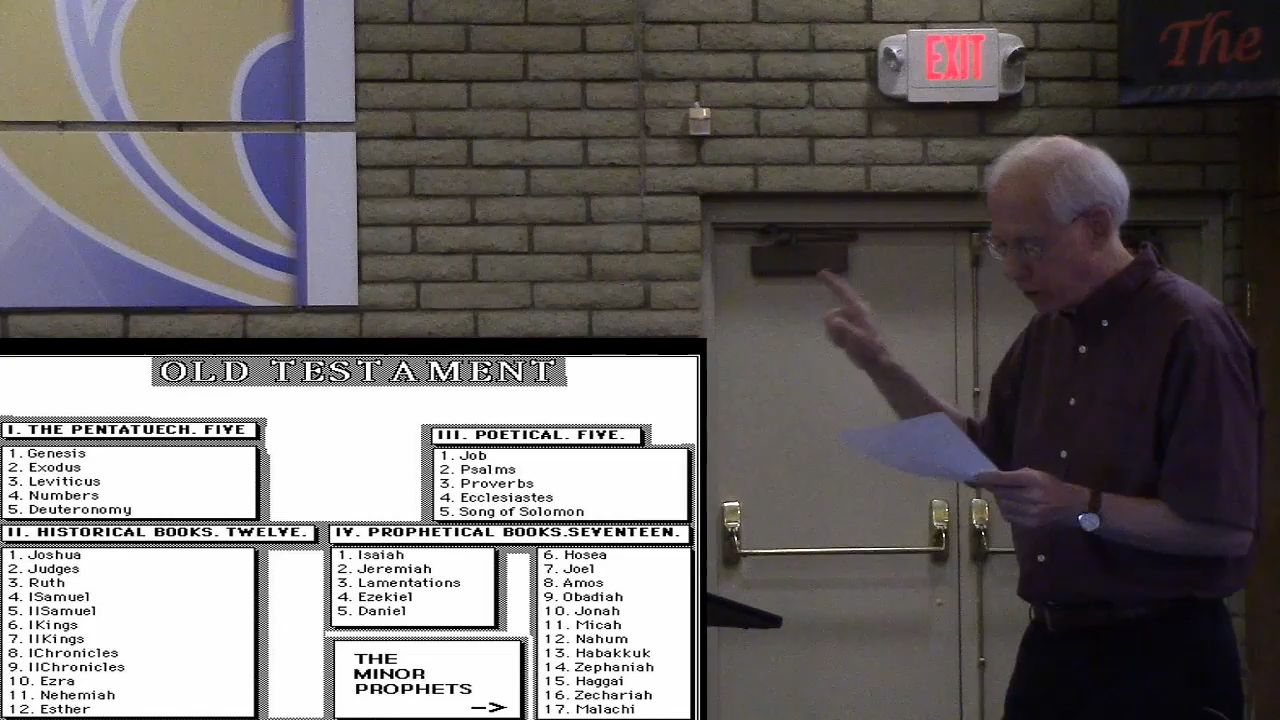 EXIT
The
OLD TESTAMENT
I. THE PENTATUECH. FIVE
1. Genesis
2. Exodus
3. Leviticus
4. Numbers
5. Deuteronomy
III. POETICAL. FIVE.
1. Job
2. Psalms
3. Proverbs
4. Ecclesiastes
5. Song of Solomon
II. HISTORICAL BOOKS. TWELVE.
1. Joshua
2. Judges
3. Ruth
4. ISamuel
5. IISamuel
6. IKings
7. IIKings
8. IChronicles
9. IIChronicles
10. Ezra
11. Nehemiah
12. Esther
IV. PROPHETICAL BOOKS.SEVENTEEN.
1. Isaiah
2. Jeremiah
3. Lamentations
4. Ezekiel
5. Daniel
THE
MINOR
PROPHETS
->
6. Hosea
7. Joel
8. Amos
9. Obadiah
10. Jonah
11. Micah
12. Nahum
13. Habakkuk
14. Zephaniah
15. Haggai
16. Zechariah
17. Malachi